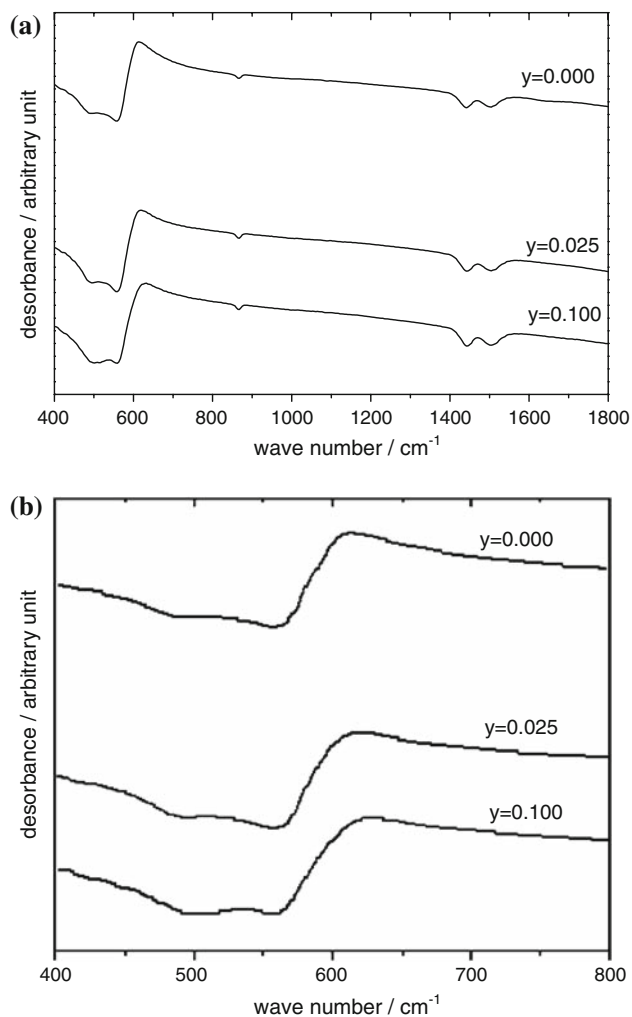 (a)
y=0.000
y=0.025
y=0.100
desorbance / arbitrary unit
400 600 800 1000 1200 1400 1600 1800
wave number / cm⁻¹
(b)
y=0.000
y=0.025
y=0.100
desorbance / arbitrary unit
400 500 600 700 800
wave number / cm⁻¹